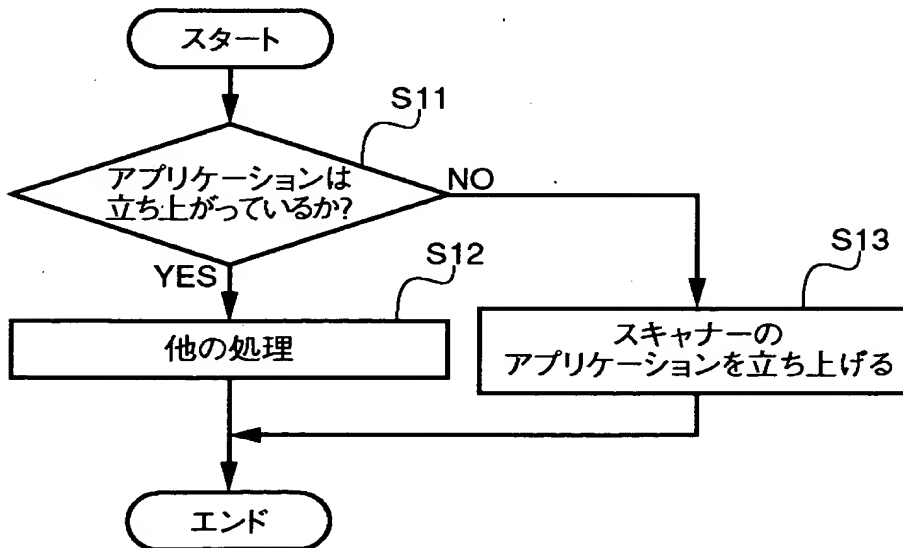 スタート
S11
アプリケーションは
立ち上がっているか?
NO
YES
S12
他の処理
S13
スキャナーの
アプリケーションを立ち上げる
エンド